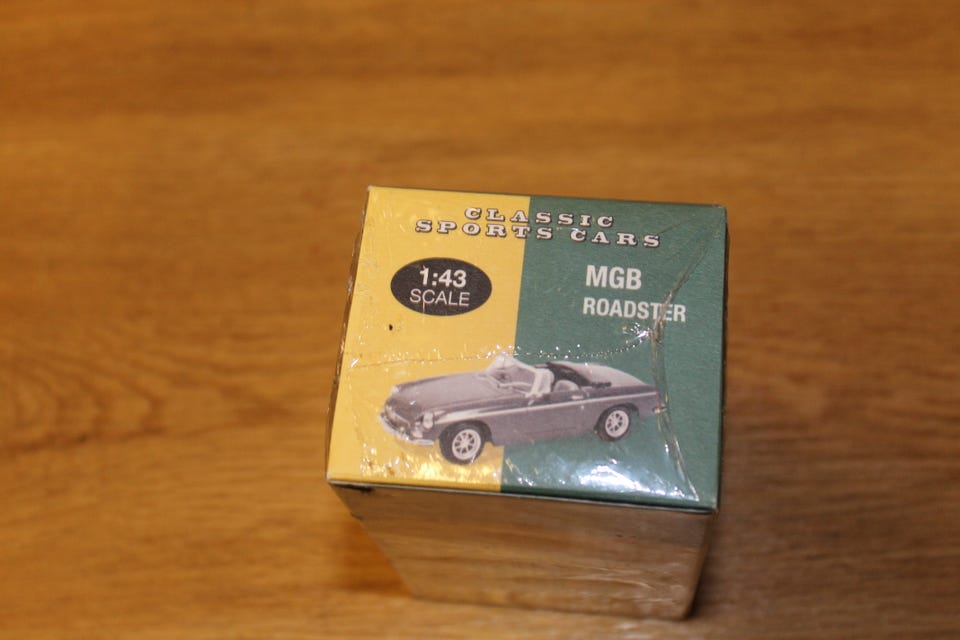 CLASSIC
SPORTS CARS
1:43
SCALE
MGB
ROADSTER